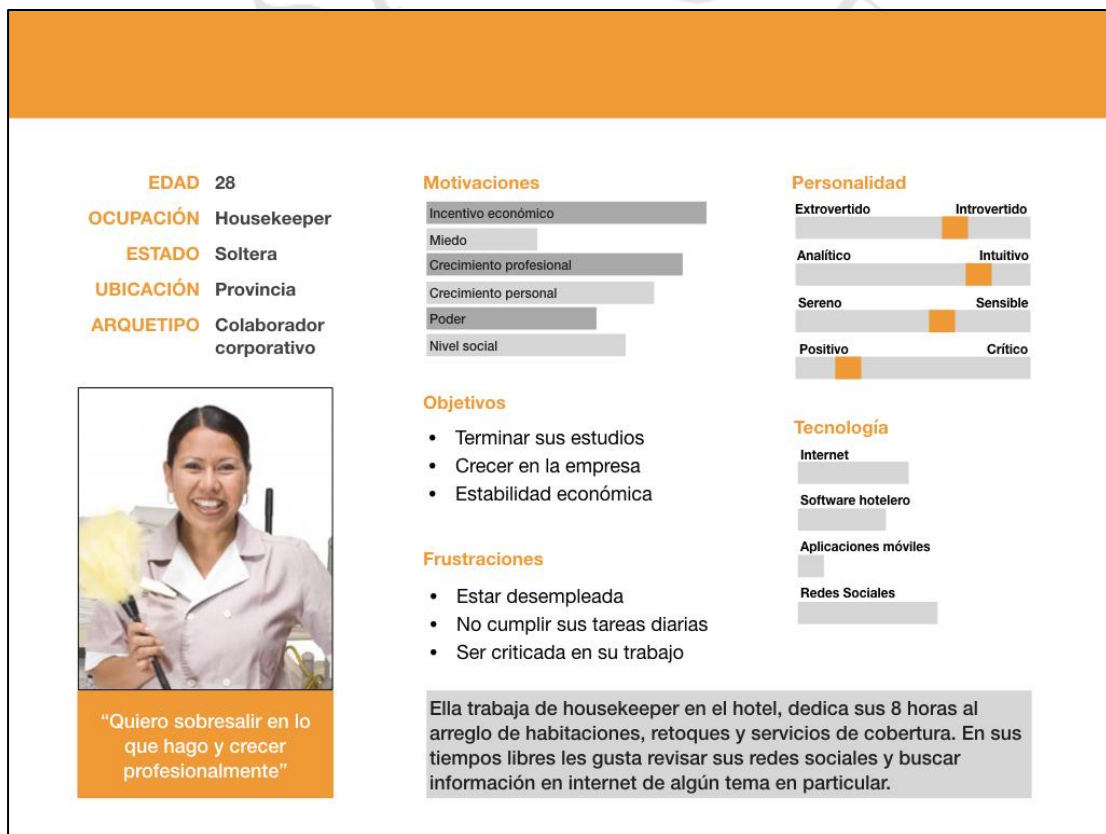 EDAD 28
OCUPACIÓN Housekeeper
ESTADO Soltera
UBICACIÓN Provincia
ARQUETIPO Colaborador
corporativo
“Quiero sobresalir en lo
que hago y crecer
profesionalmente”
Motivaciones
Incentivo económico
Miedo
Crecimiento profesional
Crecimiento personal
Poder
Nivel social
Objetivos
• Terminar sus estudios
• Crecer en la empresa
• Estabilidad económica
Frustraciones
• Estar desempleada
• No cumplir sus tareas diarias
• Ser criticada en su trabajo
Personalidad
Extrovertido Introvertido
Analítico Intuitivo
Sereno Sensible
Positivo Crítico
Tecnología
Internet
Software hotelero
Aplicaciones móviles
Redes Sociales
Ella trabaja de housekeeper en el hotel, dedica sus 8 horas al
arreglo de habitaciones, retoques y servicios de cobertura. En sus
tiempos libres les gusta revisar sus redes sociales y buscar
información en internet de algún tema en particular.